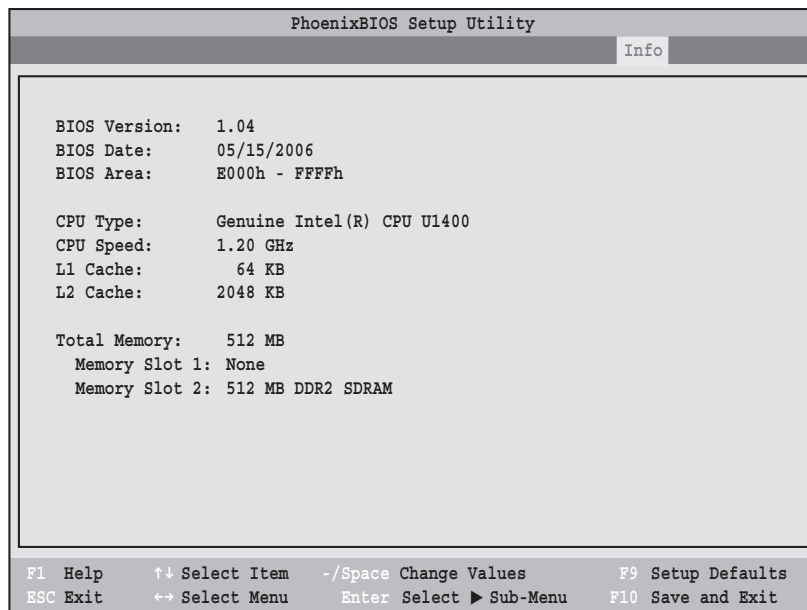 PhoenixBIOS Setup Utility
Info
BIOS Version: 1.04
BIOS Date: 05/15/2006
BIOS Area: E000h - FFFFh
CPU Type: Genuine Intel(R) CPU U1400
CPU Speed: 1.20 GHz
L1 Cache: 64 KB
L2 Cache: 2048 KB
Total Memory: 512 MB
Memory Slot 1: None
Memory Slot 2: 512 MB DDR2 SDRAM
F1 Help ↑↓ Select Item -/Space Change Values F9 Setup Defaults
ESC Exit ←→ Select Menu Enter Select ▶ Sub-Menu F10 Save and Exit